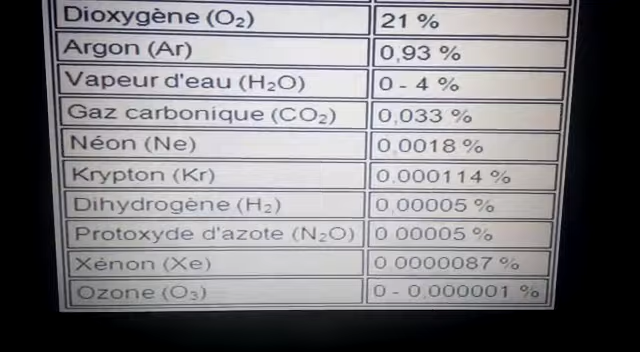 Dioxygène (O₂) 21 %
Argon (Ar) 0,93 %
Vapeur d'eau (H₂O) 0 - 4 %
Gaz carbonique (CO₂) 0,033 %
Néon (Ne) 0,0018 %
Krypton (Kr) 0,000114 %
Dihydrogène (H₂) 0,00005 %
Protoxyde d'azote (N₂O) 0 00005 %
Xénon (Xe) 0 0000087 %
Ozone (O₃) 0 - 0,000001 %